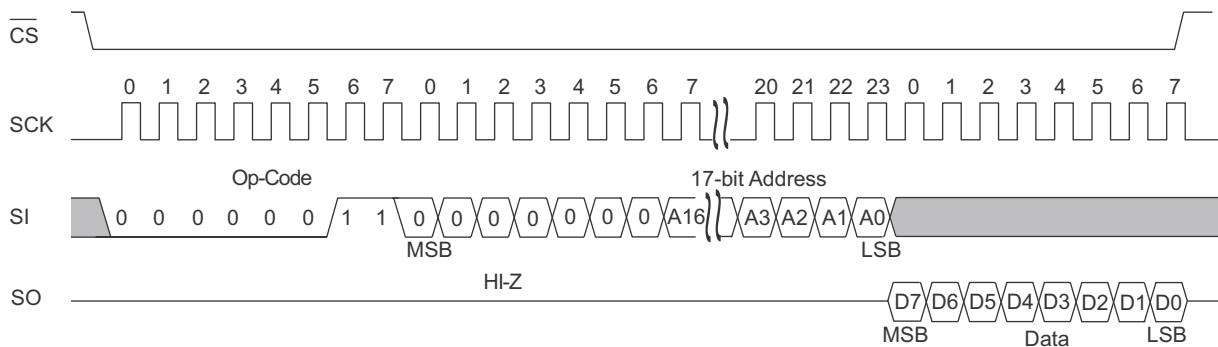 CS
0 1 2 3 4 5 6 7 0 1 2 3 4 5 6 7 20 21 22 23 0 1 2 3 4 5 6 7
SCK
Op-Code 17-bit Address
SI 0 0 0 0 0 0 1 1 0 0 0 0 0 0 0 A16 A3 A2 A1 A0
MSB LSB
HI-Z
SO D7 D6 D5 D4 D3 D2 D1 D0
MSB Data LSB